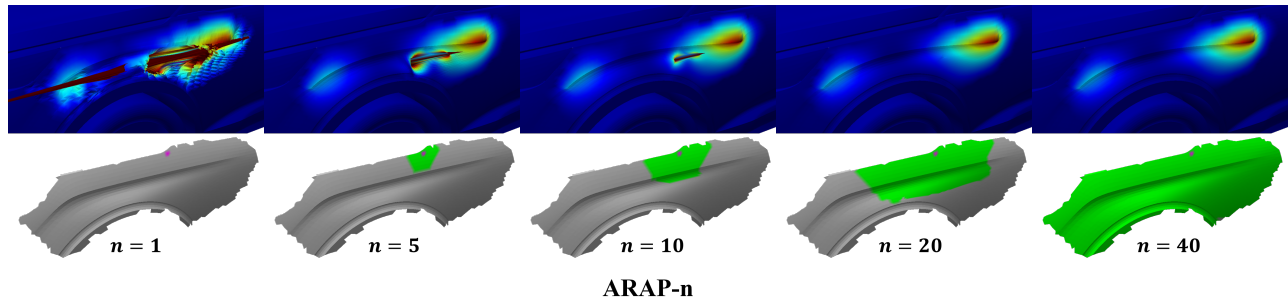 n = 1 n = 5 n = 10 n = 20 n = 40
ARAP-n